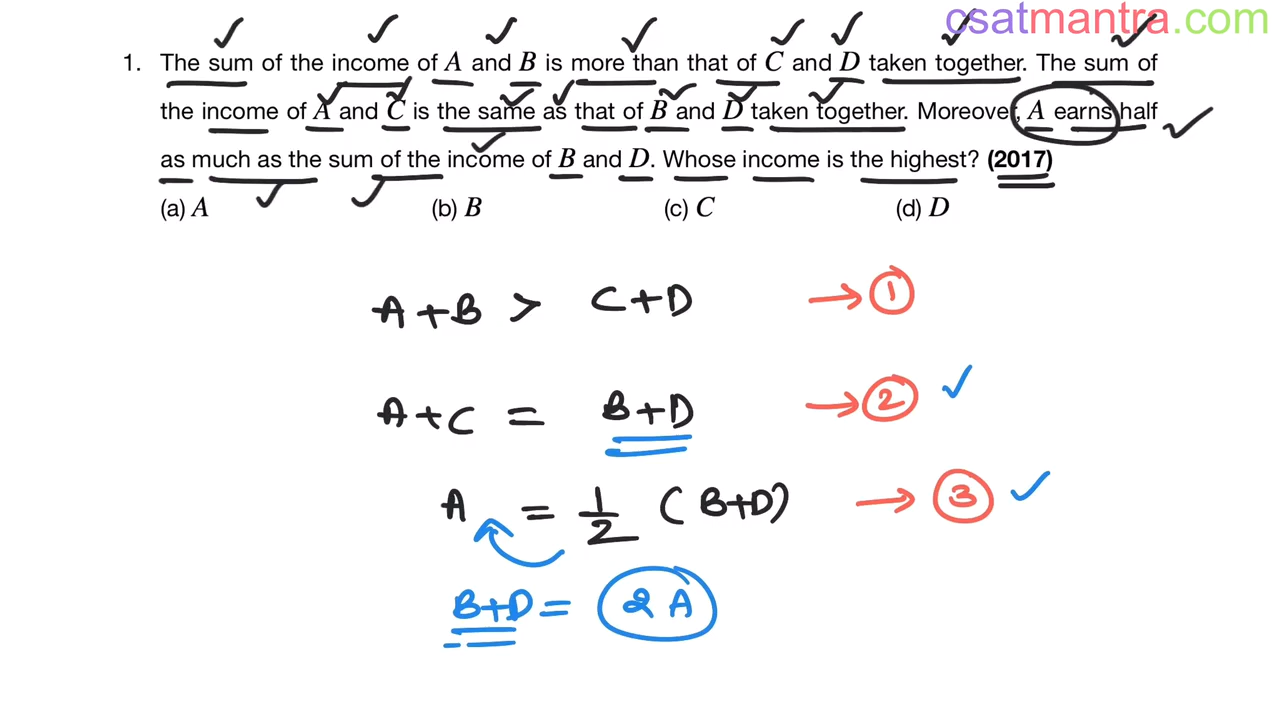 csatmantra.com
1. The sum of the income of A and B is more than that of C and D taken together. The sum of
the income of A and C is the same as that of B and D taken together. Moreover, A earns half
as much as the sum of the income of B and D. Whose income is the highest? (2017)
(a) A (b) B (c) C (d) D
A+B > C+D → 1
A+C = B+D → 2
A = 1/2 (B+D) → 3
B+D = 2A